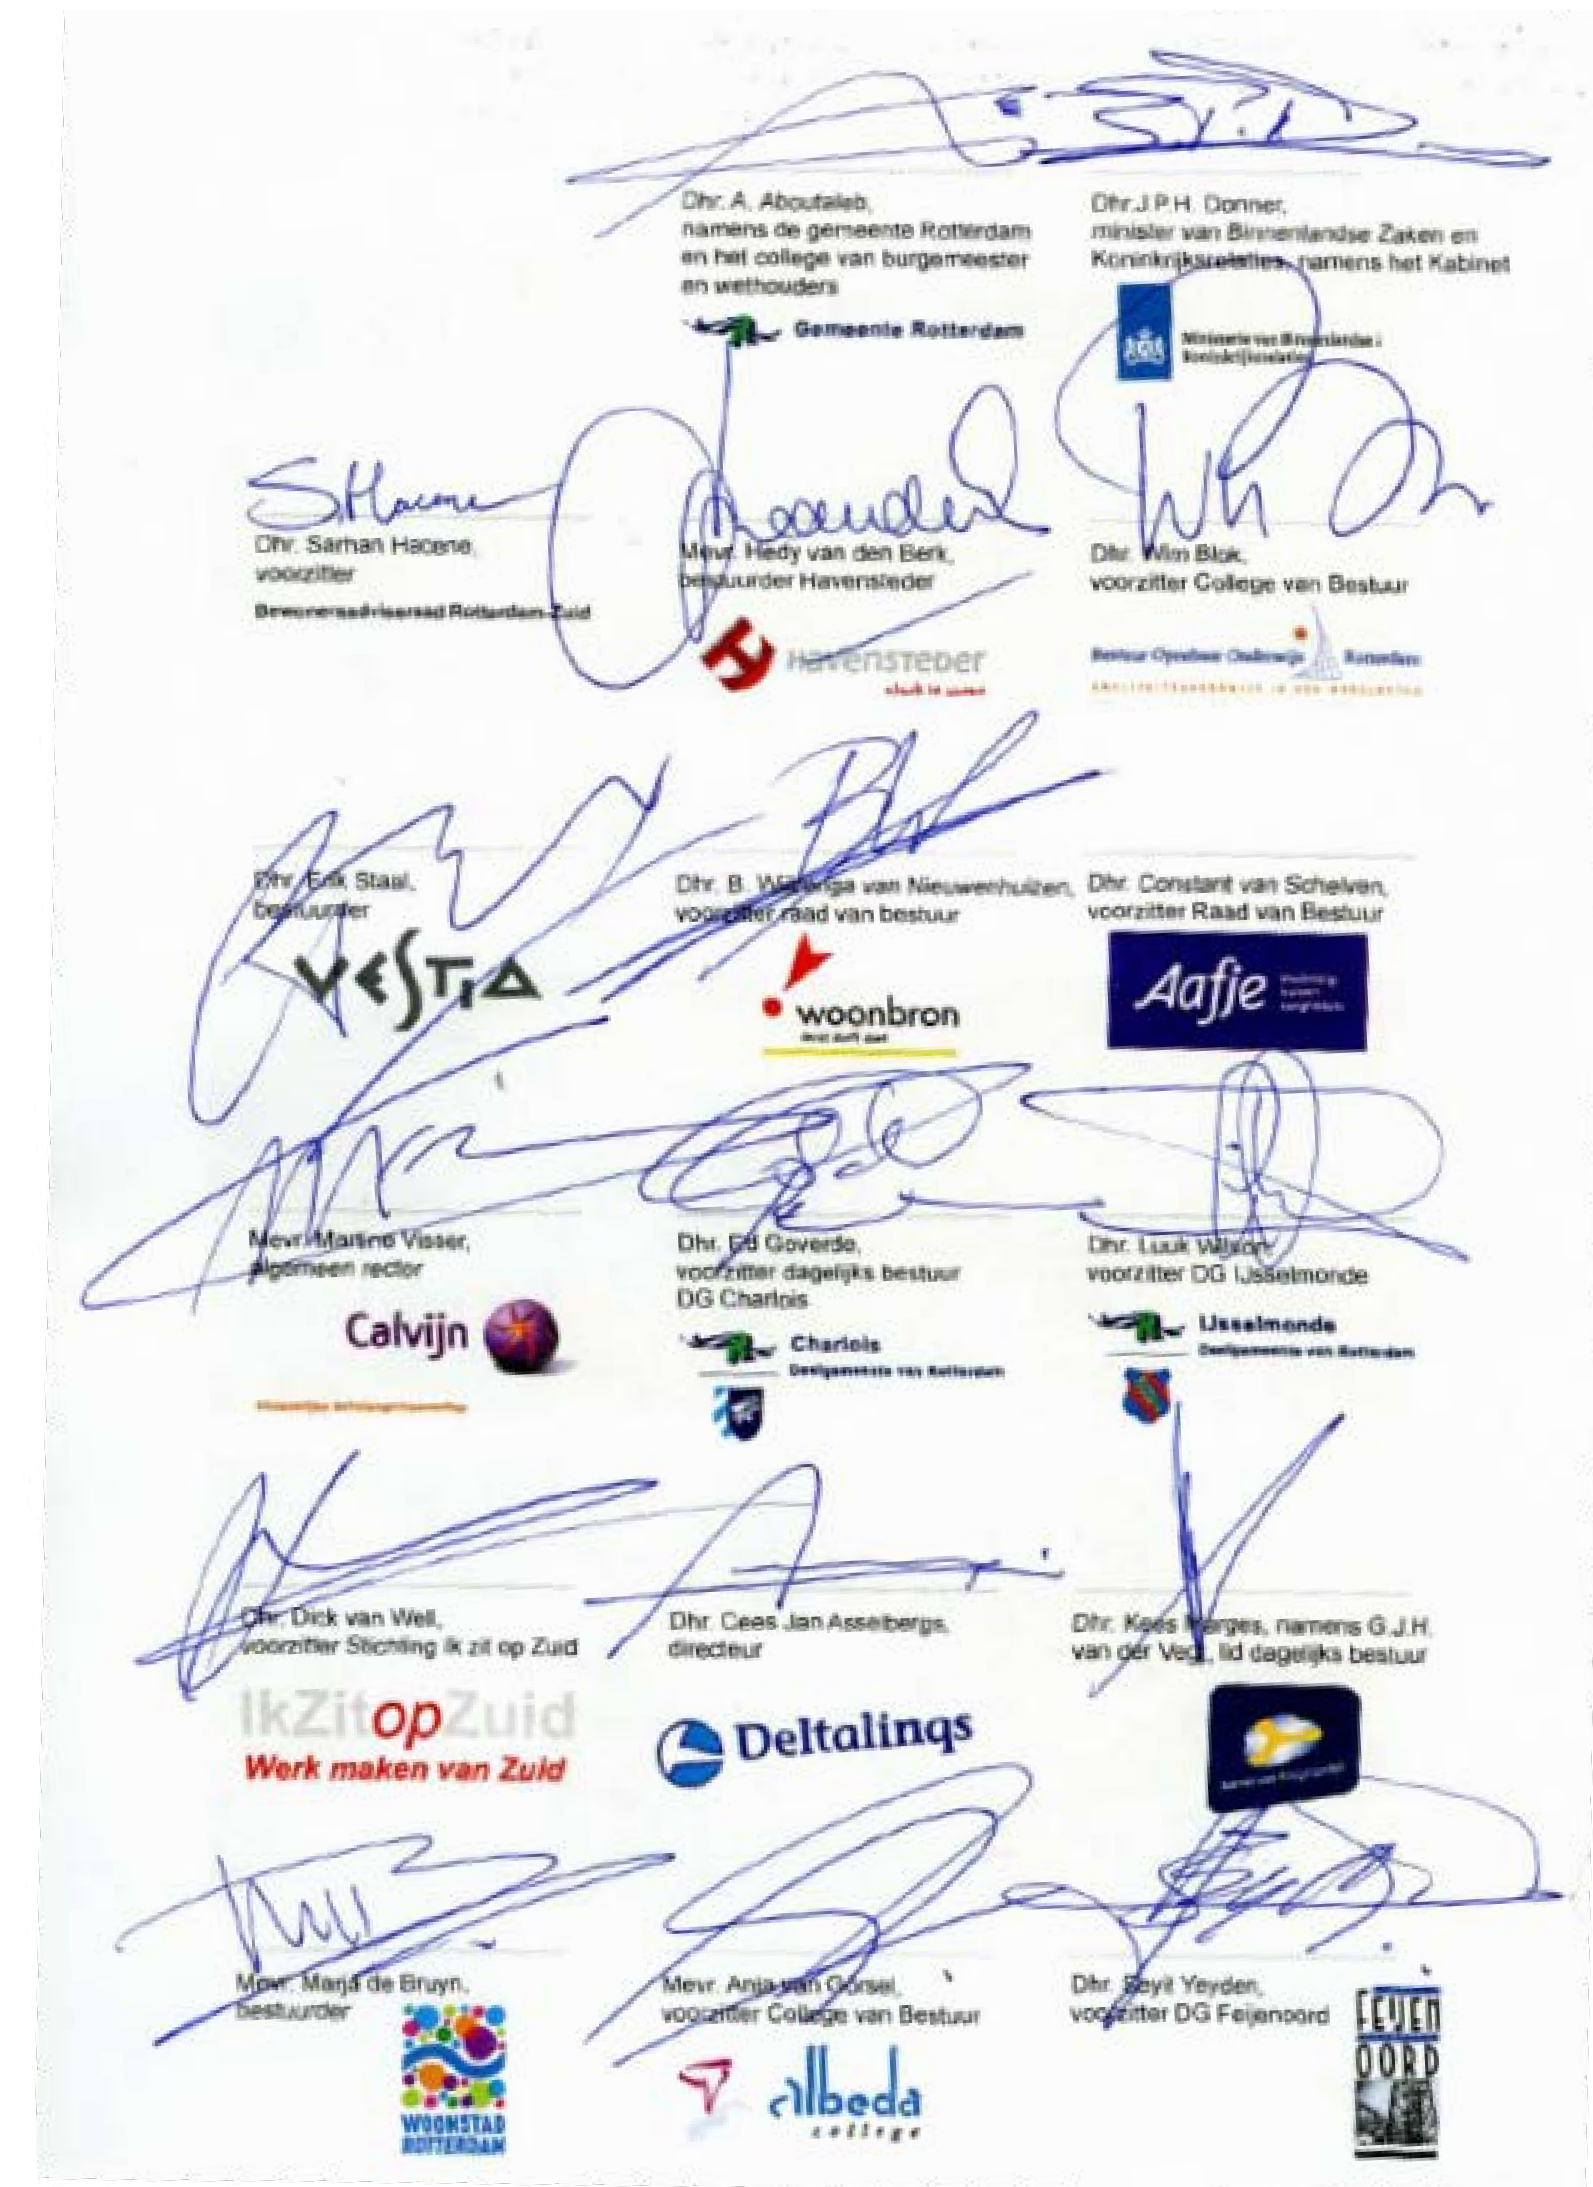 Dhr. A. Aboutaleb,
namens de gemeente Rotterdam
en het college van burgemeester
en wethouders
Gemeente Rotterdam
Dhr. J.P.H. Donner,
minister van Binnenlandse Zaken en
Koninkrijksrelaties, namens het Kabinet
S. Hacene
Dhr. Sarhan Hacene,
voorzitter
Bewonersadviesraad Rotterdam-Zuid
Mevr. Hedy van den Berk,
bestuurder Havensteder
Havensteder
Dhr. Wim Blok,
voorzitter College van Bestuur
Bestuur Openbaar Onderwijs Rotterdam
Dhr. Erik Staal,
bestuurder
VESTIA
Dhr. B. van Nieuwenhuizen,
voorzitter raad van bestuur
woonbron
Dhr. Constant van Schelven,
voorzitter Raad van Bestuur
Aafje
Mevr. Martine Visser,
algemeen rector
Calvijn
Dhr. Ed Goverde,
voorzitter dagelijks bestuur
DG Charlois
Charlois
Deelgemeente van Rotterdam
Dhr. Luuk Wilson,
voorzitter DG IJsselmonde
IJsselmonde
Deelgemeente van Rotterdam
Dhr. Dick van Well,
voorzitter Stichting ik zit op Zuid
IkZitopZuid
Werk maken van Zuid
Dhr. Cees Jan Asselbergs,
directeur
Deltalinqs
Dhr. Kees namens G.J.H.
van der lid dagelijks bestuur
Mevr. Marja de Bruyn,
bestuurder
WOONSTAD
ROTTERDAM
Mevr. Anja van Gorsel,
voorzitter College van Bestuur
albeda
college
Dhr. Seyit Yeyden,
voorzitter DG Feijenoord
FEYEN
OORD